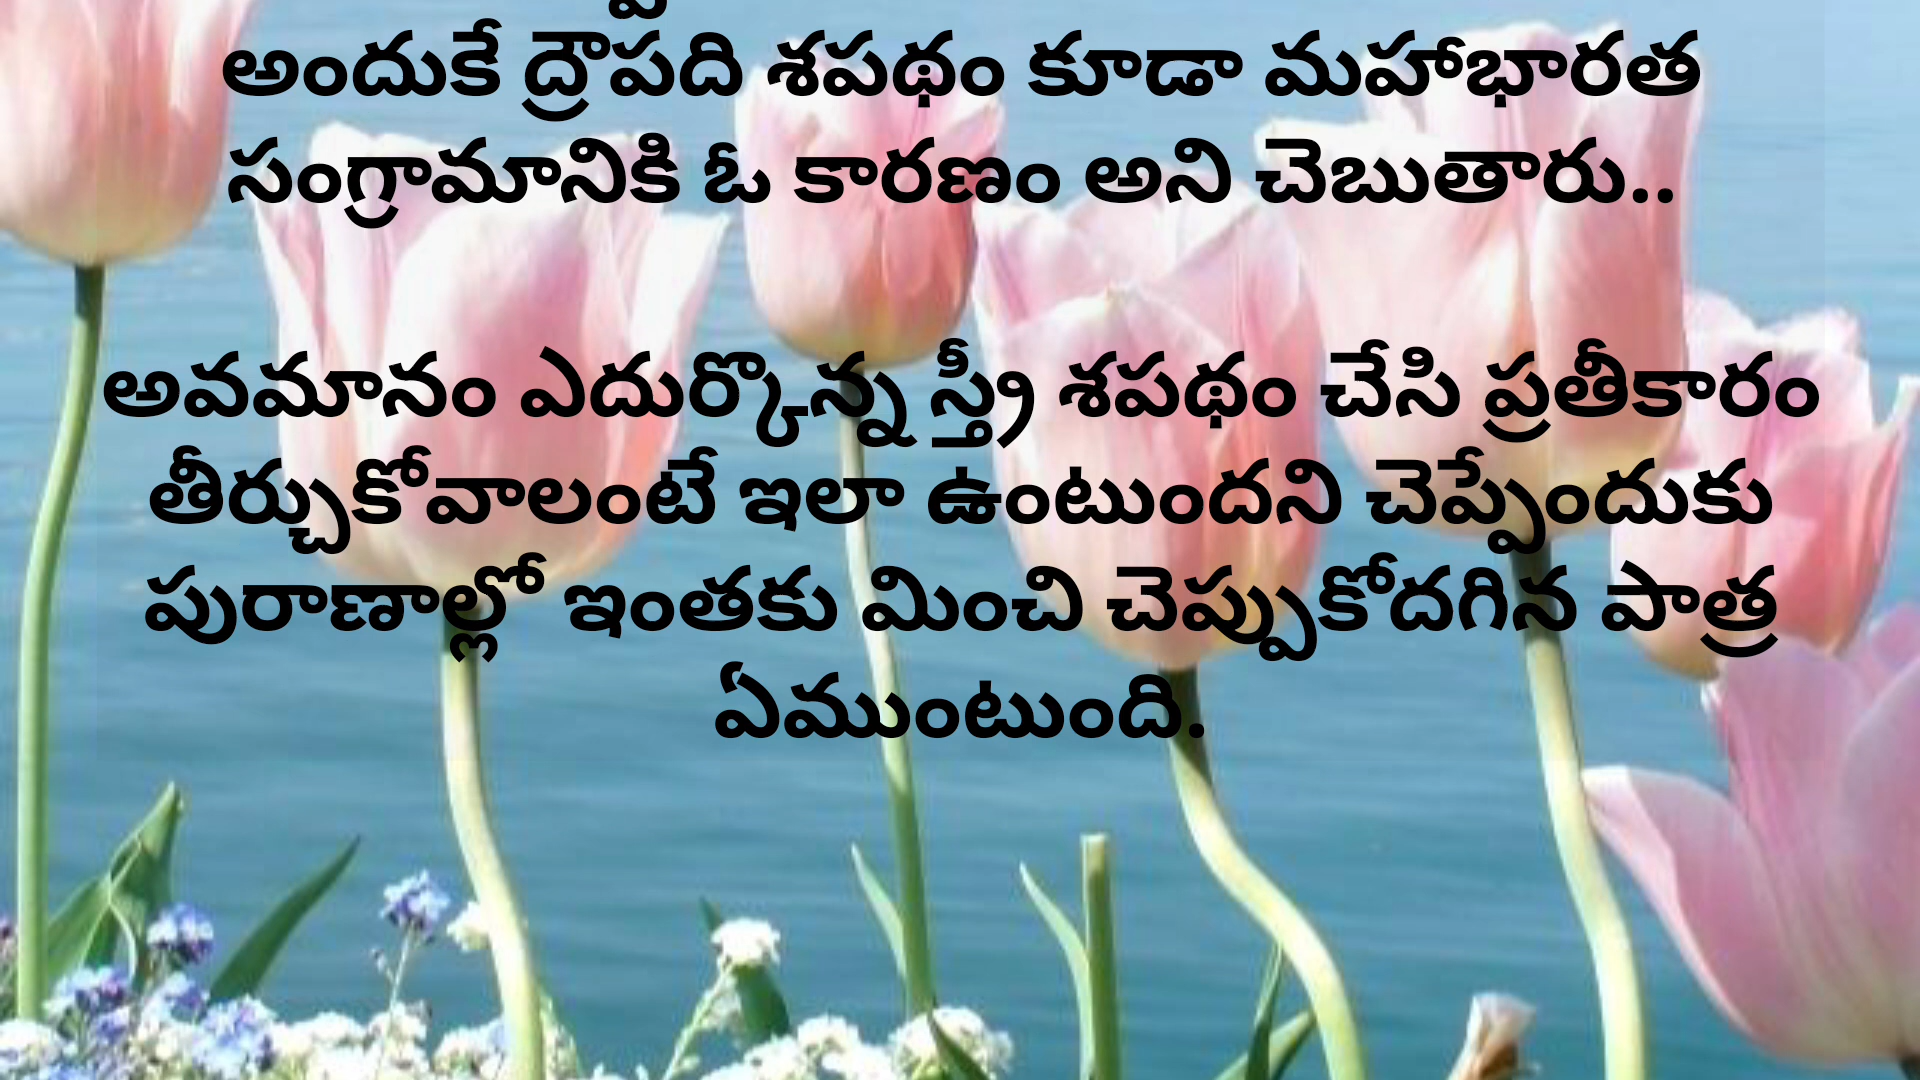 అందుకే ద్రౌపది శపథం కూడా మహాభారత
సంగ్రామానికి ఓ కారణం అని చెబుతారు..
అవమానం ఎదుర్కొన్న స్త్రీ శపథం చేసి ప్రతీకారం
తీర్చుకోవాలంటే ఇలా ఉంటుందని చెప్పేందుకు
పురాణాల్లో ఇంతకు మించి చెప్పుకోదగిన పాత్ర
ఏముంటుంది.